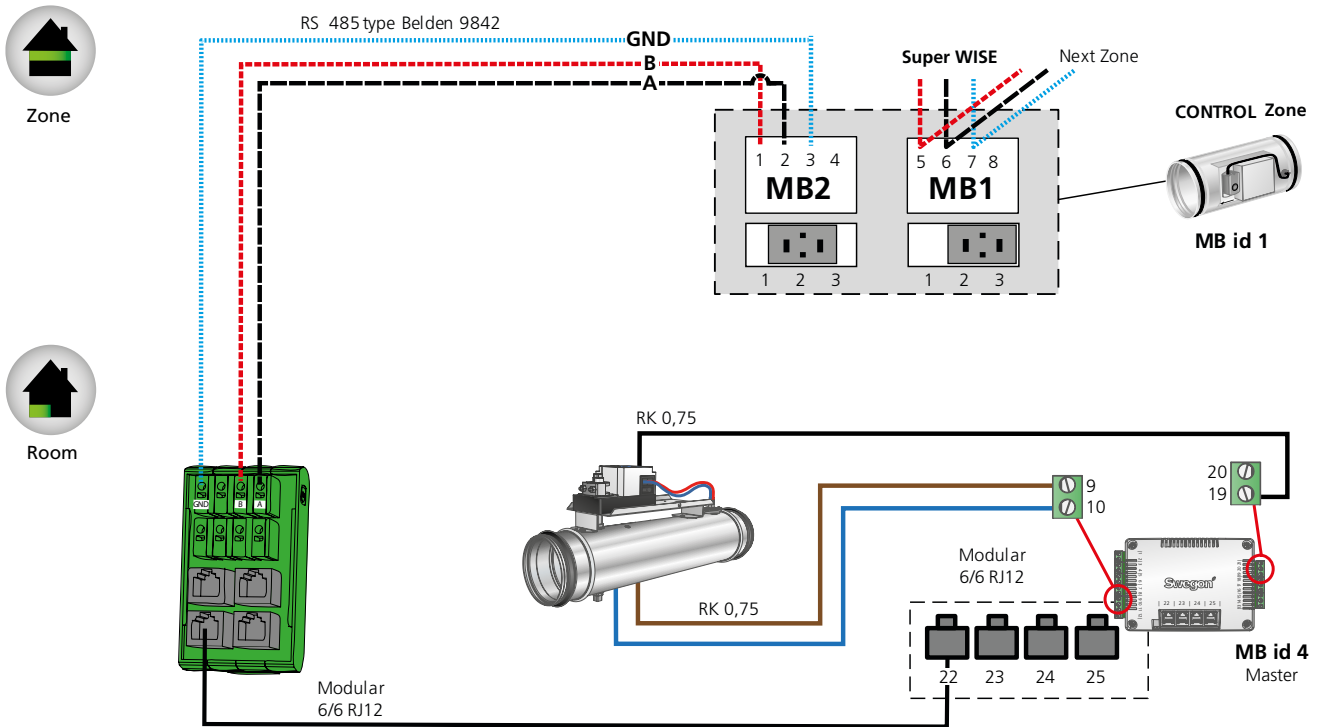 RS 485 type Belden 9842
GND
B
A
Zone
Super WISE
Next Zone
CONTROL Zone
1 2 3 4
MB2
5 6 7 8
MB1
1 2 3
1 2 3
MB id 1
Room
RK 0,75
GND
B
A
9
10
20
19
RK 0,75
Modular
6/6 RJ12
Swegon
| 22 | 23 | 24 | 25 |
22 23 24 25
MB id 4
Master
Modular
6/6 RJ12